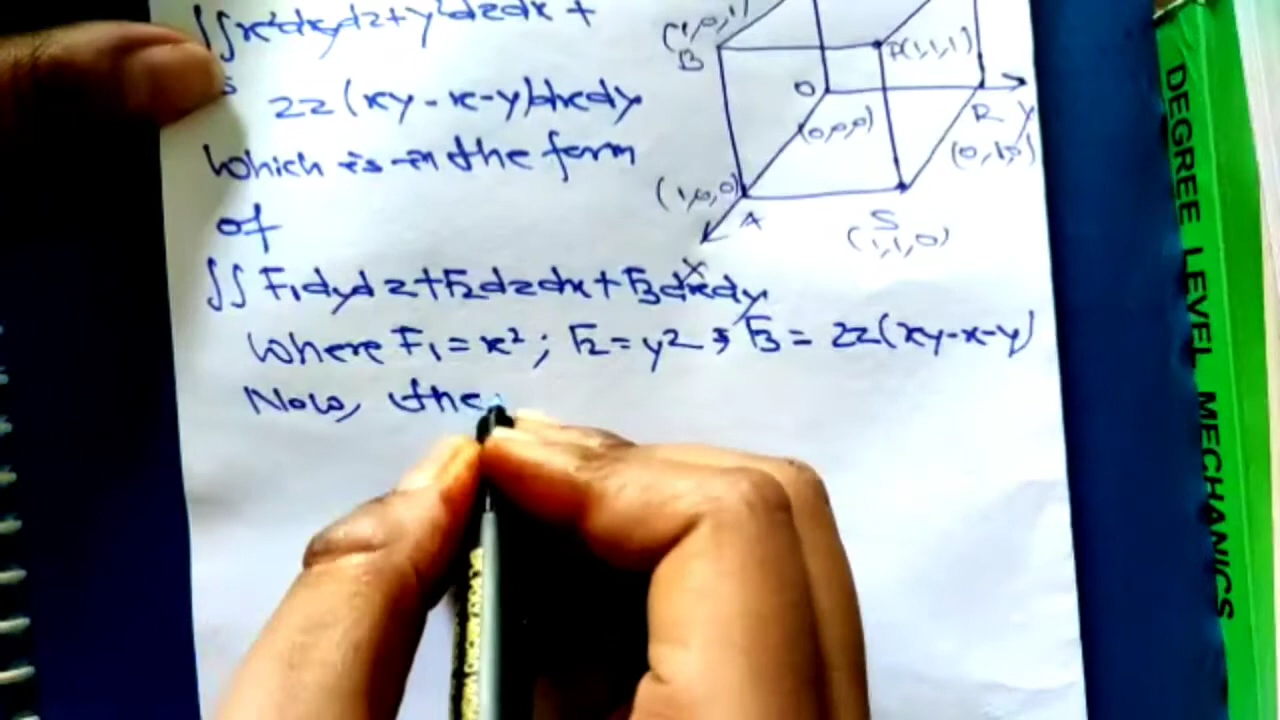 ∬x²dydz+y²dzdx+
S
2z(xy-x-y)dxdy
which is in the form
of
∬ F₁dydz+F₂dzdx+F₃dxdy
Where F₁=x²; F₂=y² ; F₃= 2z(xy-x-y)
Now, the
(1,0,1)
B
P(1,1,1)
O
(0,0,0)
R
Y
(0,1,0)
(1,0,0)
A
S
(1,1,0)
X
DEGREE LEVEL MECHANICS